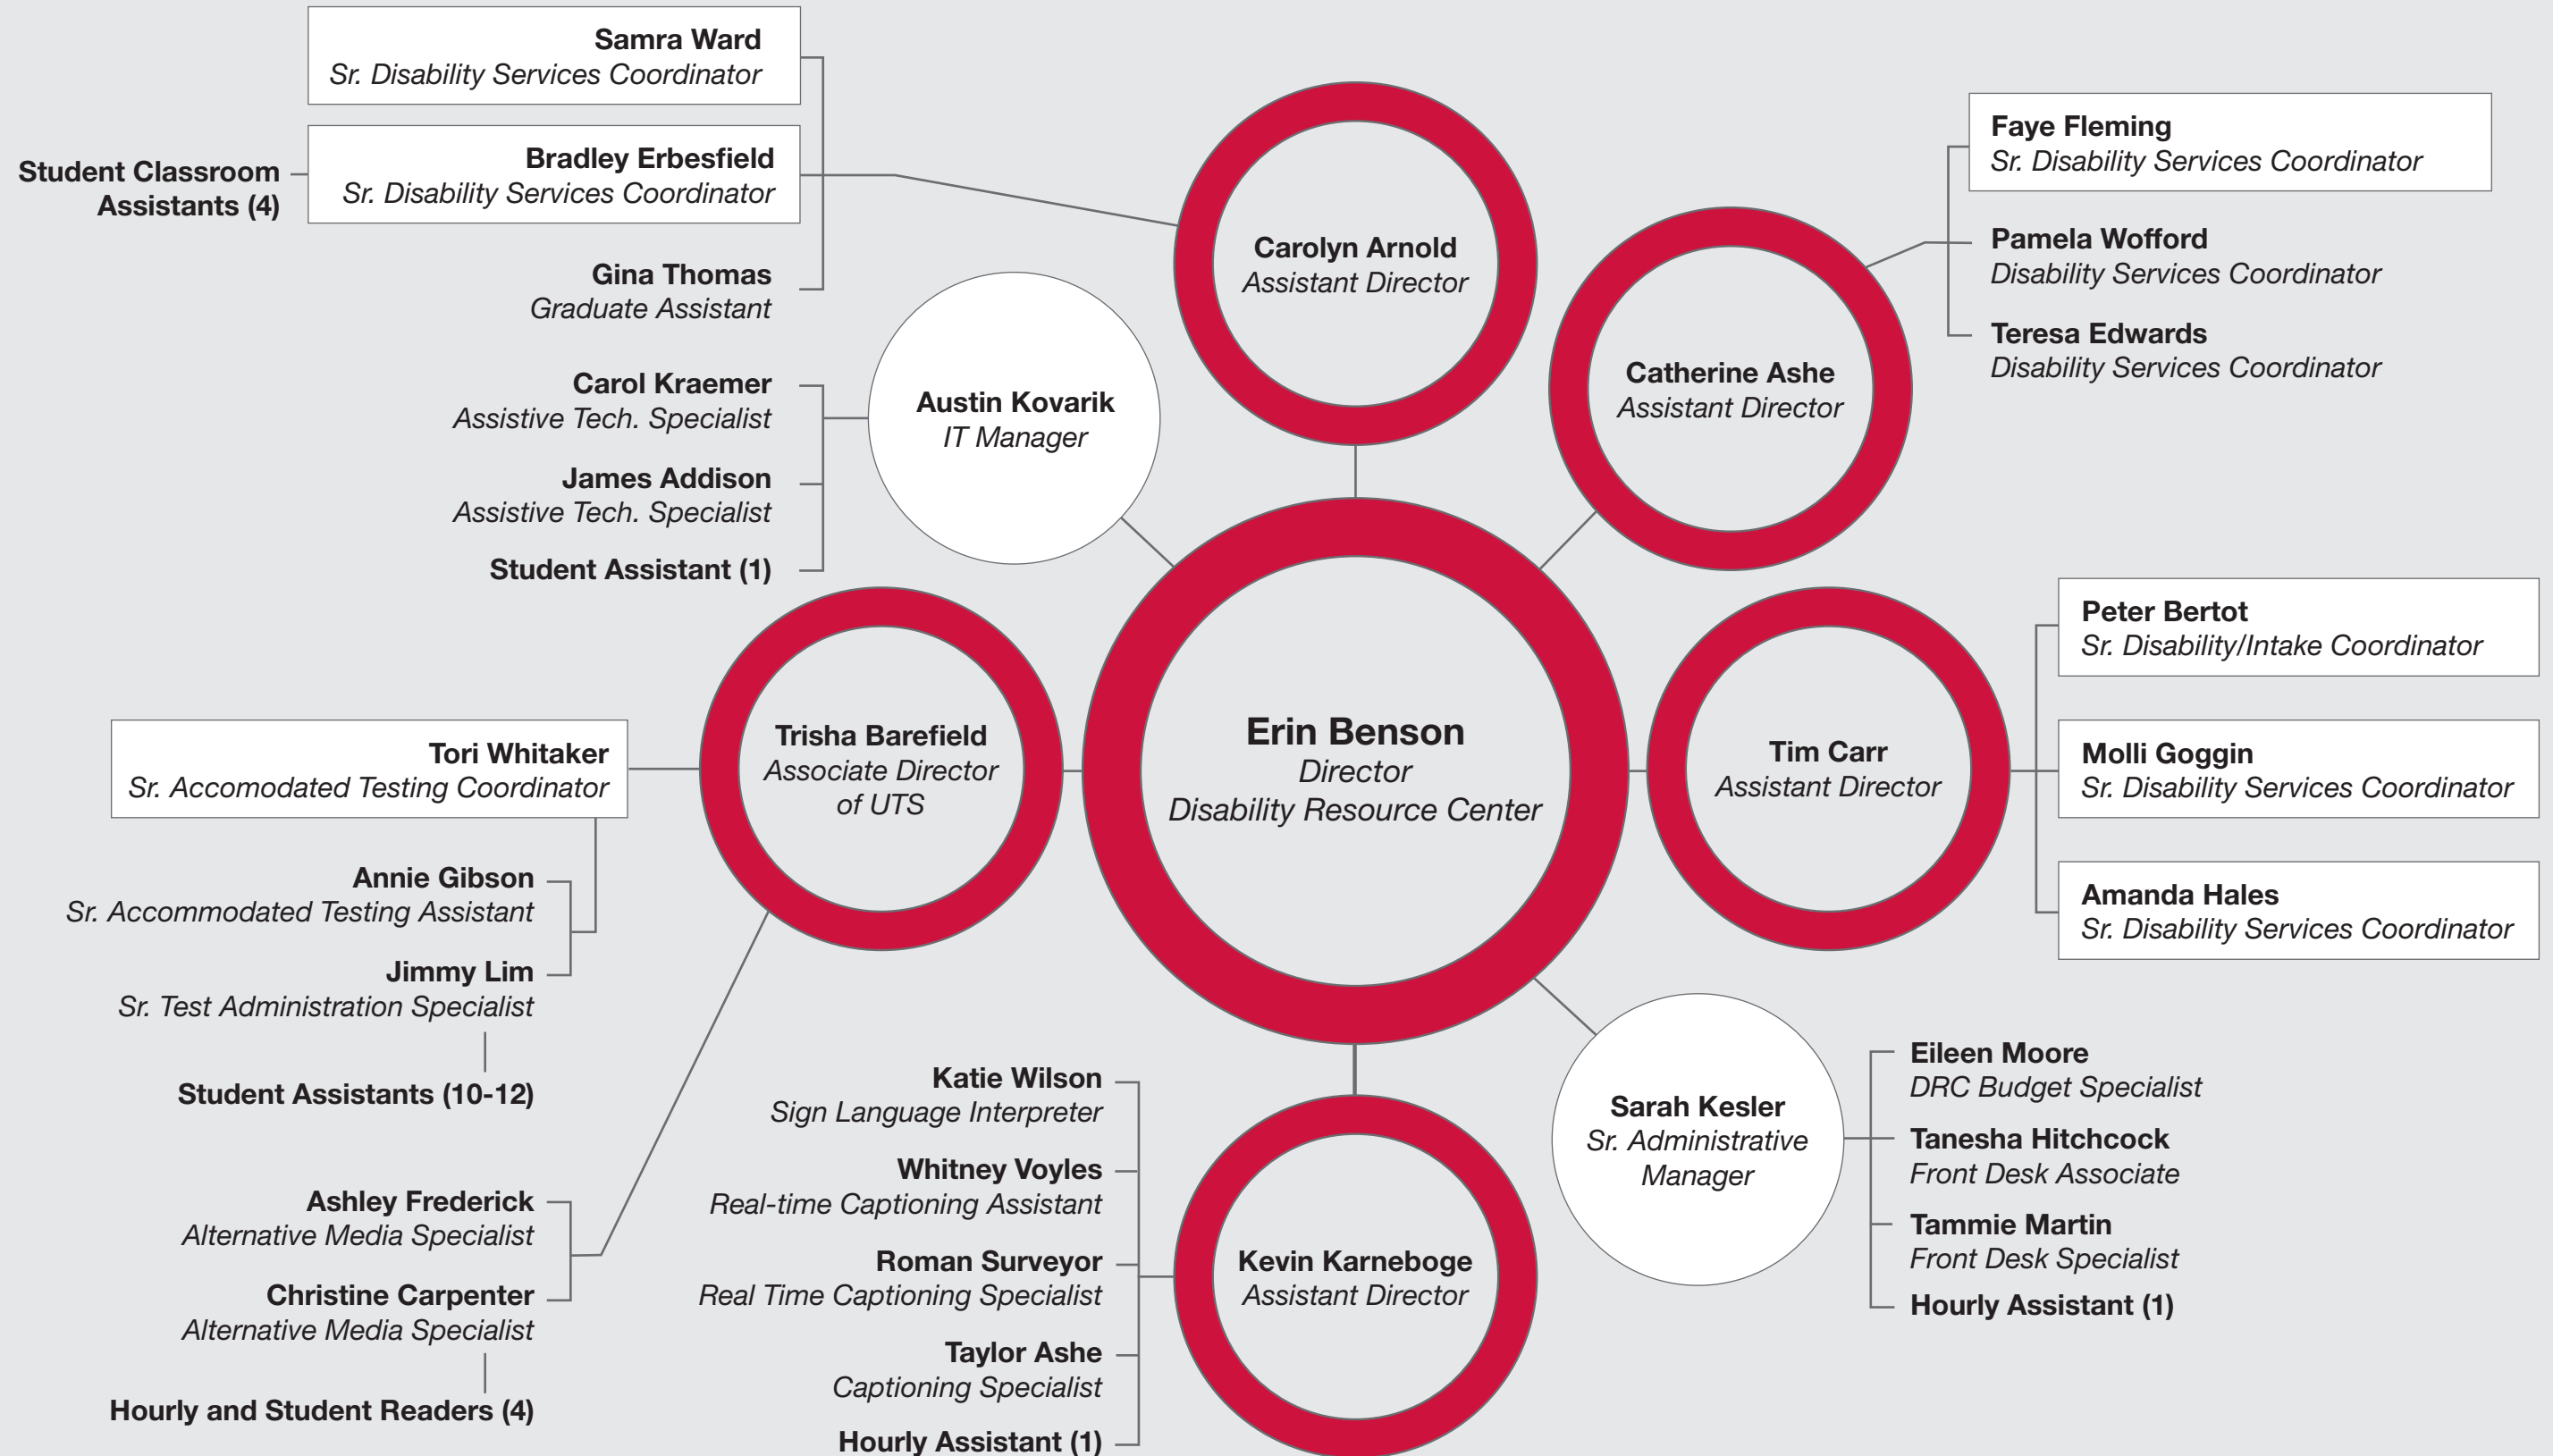 Samra Ward
Sr. Disability Services Coordinator
Student Classroom
Assistants (4)
Bradley Erbesfield
Sr. Disability Services Coordinator
Gina Thomas
Graduate Assistant
Carolyn Arnold
Assistant Director
Catherine Ashe
Assistant Director
Faye Fleming
Sr. Disability Services Coordinator
Pamela Wofford
Disability Services Coordinator
Teresa Edwards
Disability Services Coordinator
Carol Kraemer
Assistive Tech. Specialist
James Addison
Assistive Tech. Specialist
Student Assistant (1)
Austin Kovarik
IT Manager
Tori Whitaker
Sr. Accomodated Testing Coordinator
Annie Gibson
Sr. Accommodated Testing Assistant
Jimmy Lim
Sr. Test Administration Specialist
Student Assistants (10-12)
Trisha Barefield
Associate Director
of UTS
Erin Benson
Director
Disability Resource Center
Tim Carr
Assistant Director
Peter Bertot
Sr. Disability/Intake Coordinator
Molli Goggin
Sr. Disability Services Coordinator
Amanda Hales
Sr. Disability Services Coordinator
Ashley Frederick
Alternative Media Specialist
Christine Carpenter
Alternative Media Specialist
Hourly and Student Readers (4)
Katie Wilson
Sign Language Interpreter
Whitney Voyles
Real-time Captioning Assistant
Roman Surveyor
Real Time Captioning Specialist
Taylor Ashe
Captioning Specialist
Hourly Assistant (1)
Kevin Karneboge
Assistant Director
Sarah Kesler
Sr. Administrative
Manager
Eileen Moore
DRC Budget Specialist
Tanesha Hitchcock
Front Desk Associate
Tammie Martin
Front Desk Specialist
Hourly Assistant (1)